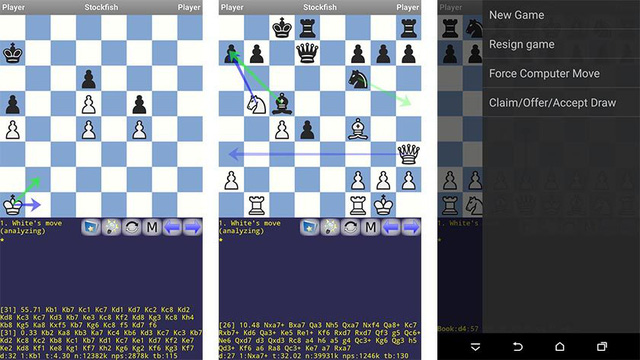 Player Stockfish Player
1. White's move
(analyzing)
*
M
[31] 55.71 Kb1 Kb7 Kc1 Kc7 Kd1 Kd7 Kc2 Kc8 Kd2
Kd8 Kc3 Kc7 Kd3 Kb7 Ke3 Kc8 Kf2 Kd8 Kg3 Kc8 Kh4
Kb8 Kg5 Ka8 Kxf5 Kb7 Kg6 Kc8 f5 Kd7 f6
[31] 0.33 Kb2 Ka8 Kb3 Ka7 Kc4 Kb6 Kd3 Kc7 Kc3 Kb7
Kd2 Kc8 Kc2 Kb8 Kc1 Kb7 Kd1 Kc7 Ke1 Kd7 Kf2 Ke7
Ke2 Kd8 Kf1 Ke8 Kg1 Kf7 Kh2 Kg6 Kg2 Kf6 Kg3 Kf7
d:31 1:Kb1 t:4.30 n:12382k nps:2878k tb:115
Player Stockfish Player
1. White's move
(analyzing)
*
M
[26] 10.48 Nxa7+ Bxa7 Qa3 Nh5 Qxa7 Nxf4 Qa8+ Kc7
Rxb7+ Kd6 Qa3+ Ke5 Re1+ Kf6 Rxd7 Rxd7 Qf3 g5 Qc6+
Ne6 Qxd7 d3 Qxd3 Rc8 a4 h6 a5 g4 Qc3+ Kg6 Qg3 h5
Qd3+ Kf6 a6 Ra8 Qc3+ Ke7 a7 Rxa7
d:27 1:Nxa7+ t:32.02 n:39931k nps:1246k tb:130
Player
New Game
Resign game
Force Computer Move
Claim/Offer/Accept Draw
1. White's
*
Book:d4:57